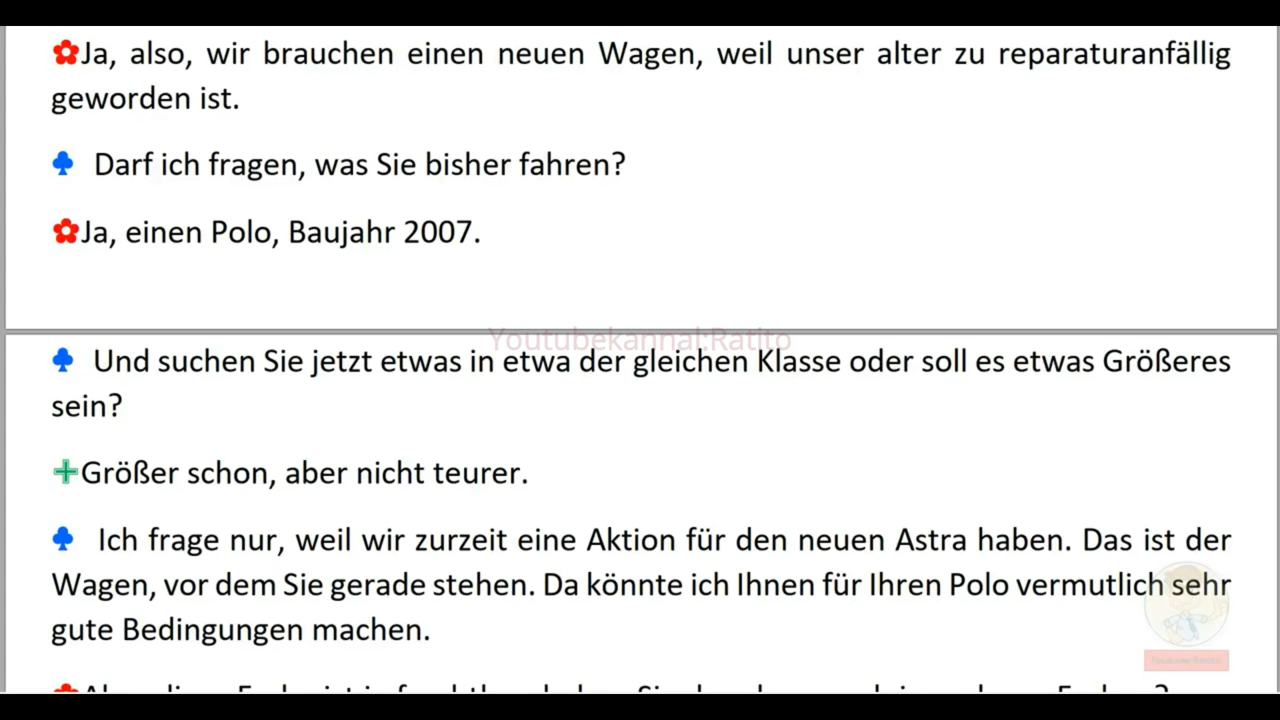 Ja, also, wir brauchen einen neuen Wagen, weil unser alter zu reparaturanfällig
geworden ist.
Darf ich fragen, was Sie bisher fahren?
Ja, einen Polo, Baujahr 2007.
Youtubekannal:Ratito
Und suchen Sie jetzt etwas in etwa der gleichen Klasse oder soll es etwas Größeres
sein?
Größer schon, aber nicht teurer.
Ich frage nur, weil wir zurzeit eine Aktion für den neuen Astra haben. Das ist der
Wagen, vor dem Sie gerade stehen. Da könnte ich Ihnen für Ihren Polo vermutlich sehr
gute Bedingungen machen.